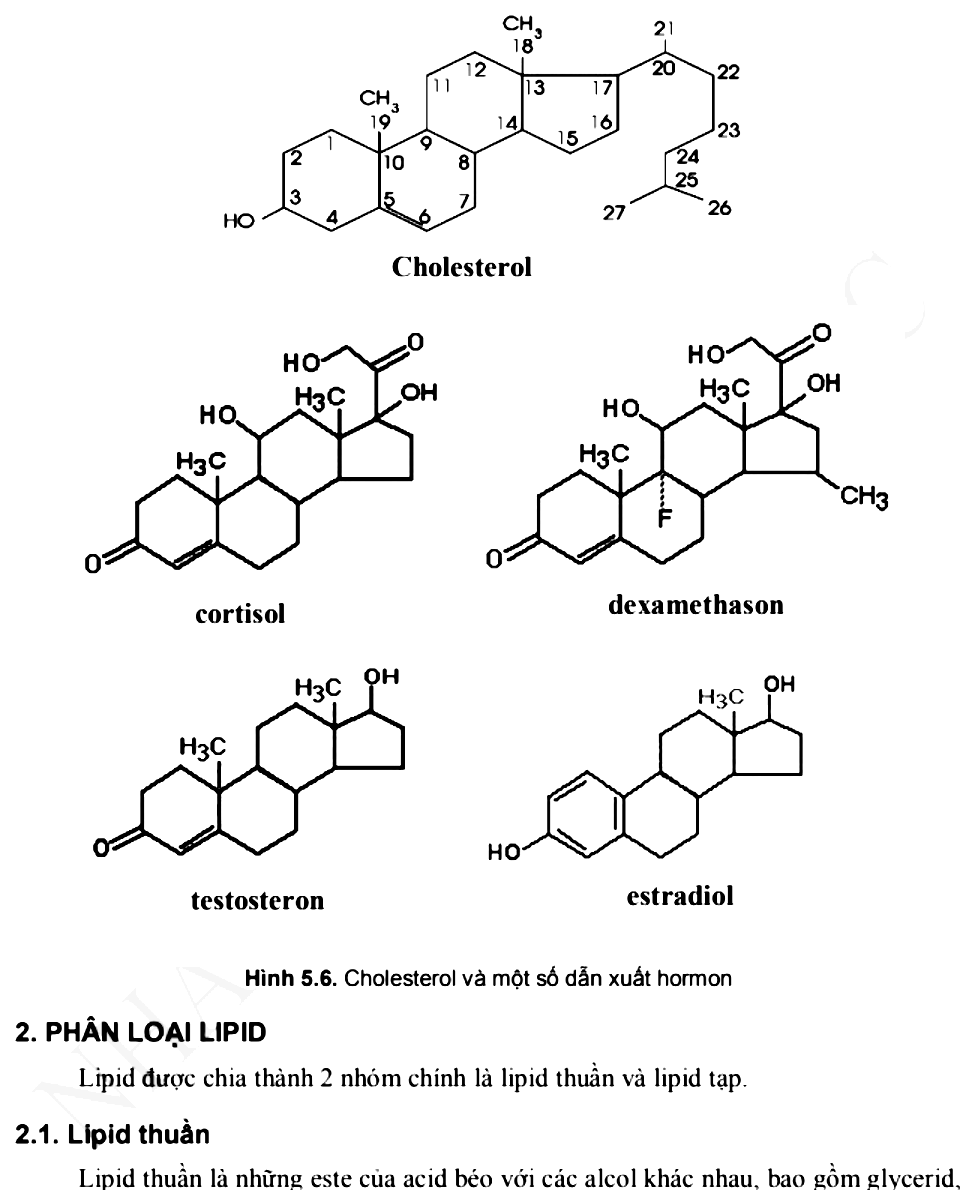 CH3
18
21
20
22
12
11
13
17
CH3
19
16
23
14
15
1
9
2
10
8
24
25
3
5
7
27
26
HO
4
6
Cholesterol
HO
O
H3C
OH
HO
H3C
O
cortisol
HO
O
H3C
OH
HO
H3C
F
CH3
O
dexamethason
H3C
OH
H3C
O
testosteron
H3C
OH
HO
estradiol
Hình 5.6. Cholesterol và một số dẫn xuất hormon
2. PHÂN LOẠI LIPID
Lipid được chia thành 2 nhóm chính là lipid thuần và lipid tạp.
2.1. Lipid thuần
Lipid thuần là những este của acid béo với các alcol khác nhau, bao gồm glycerid,
NHA